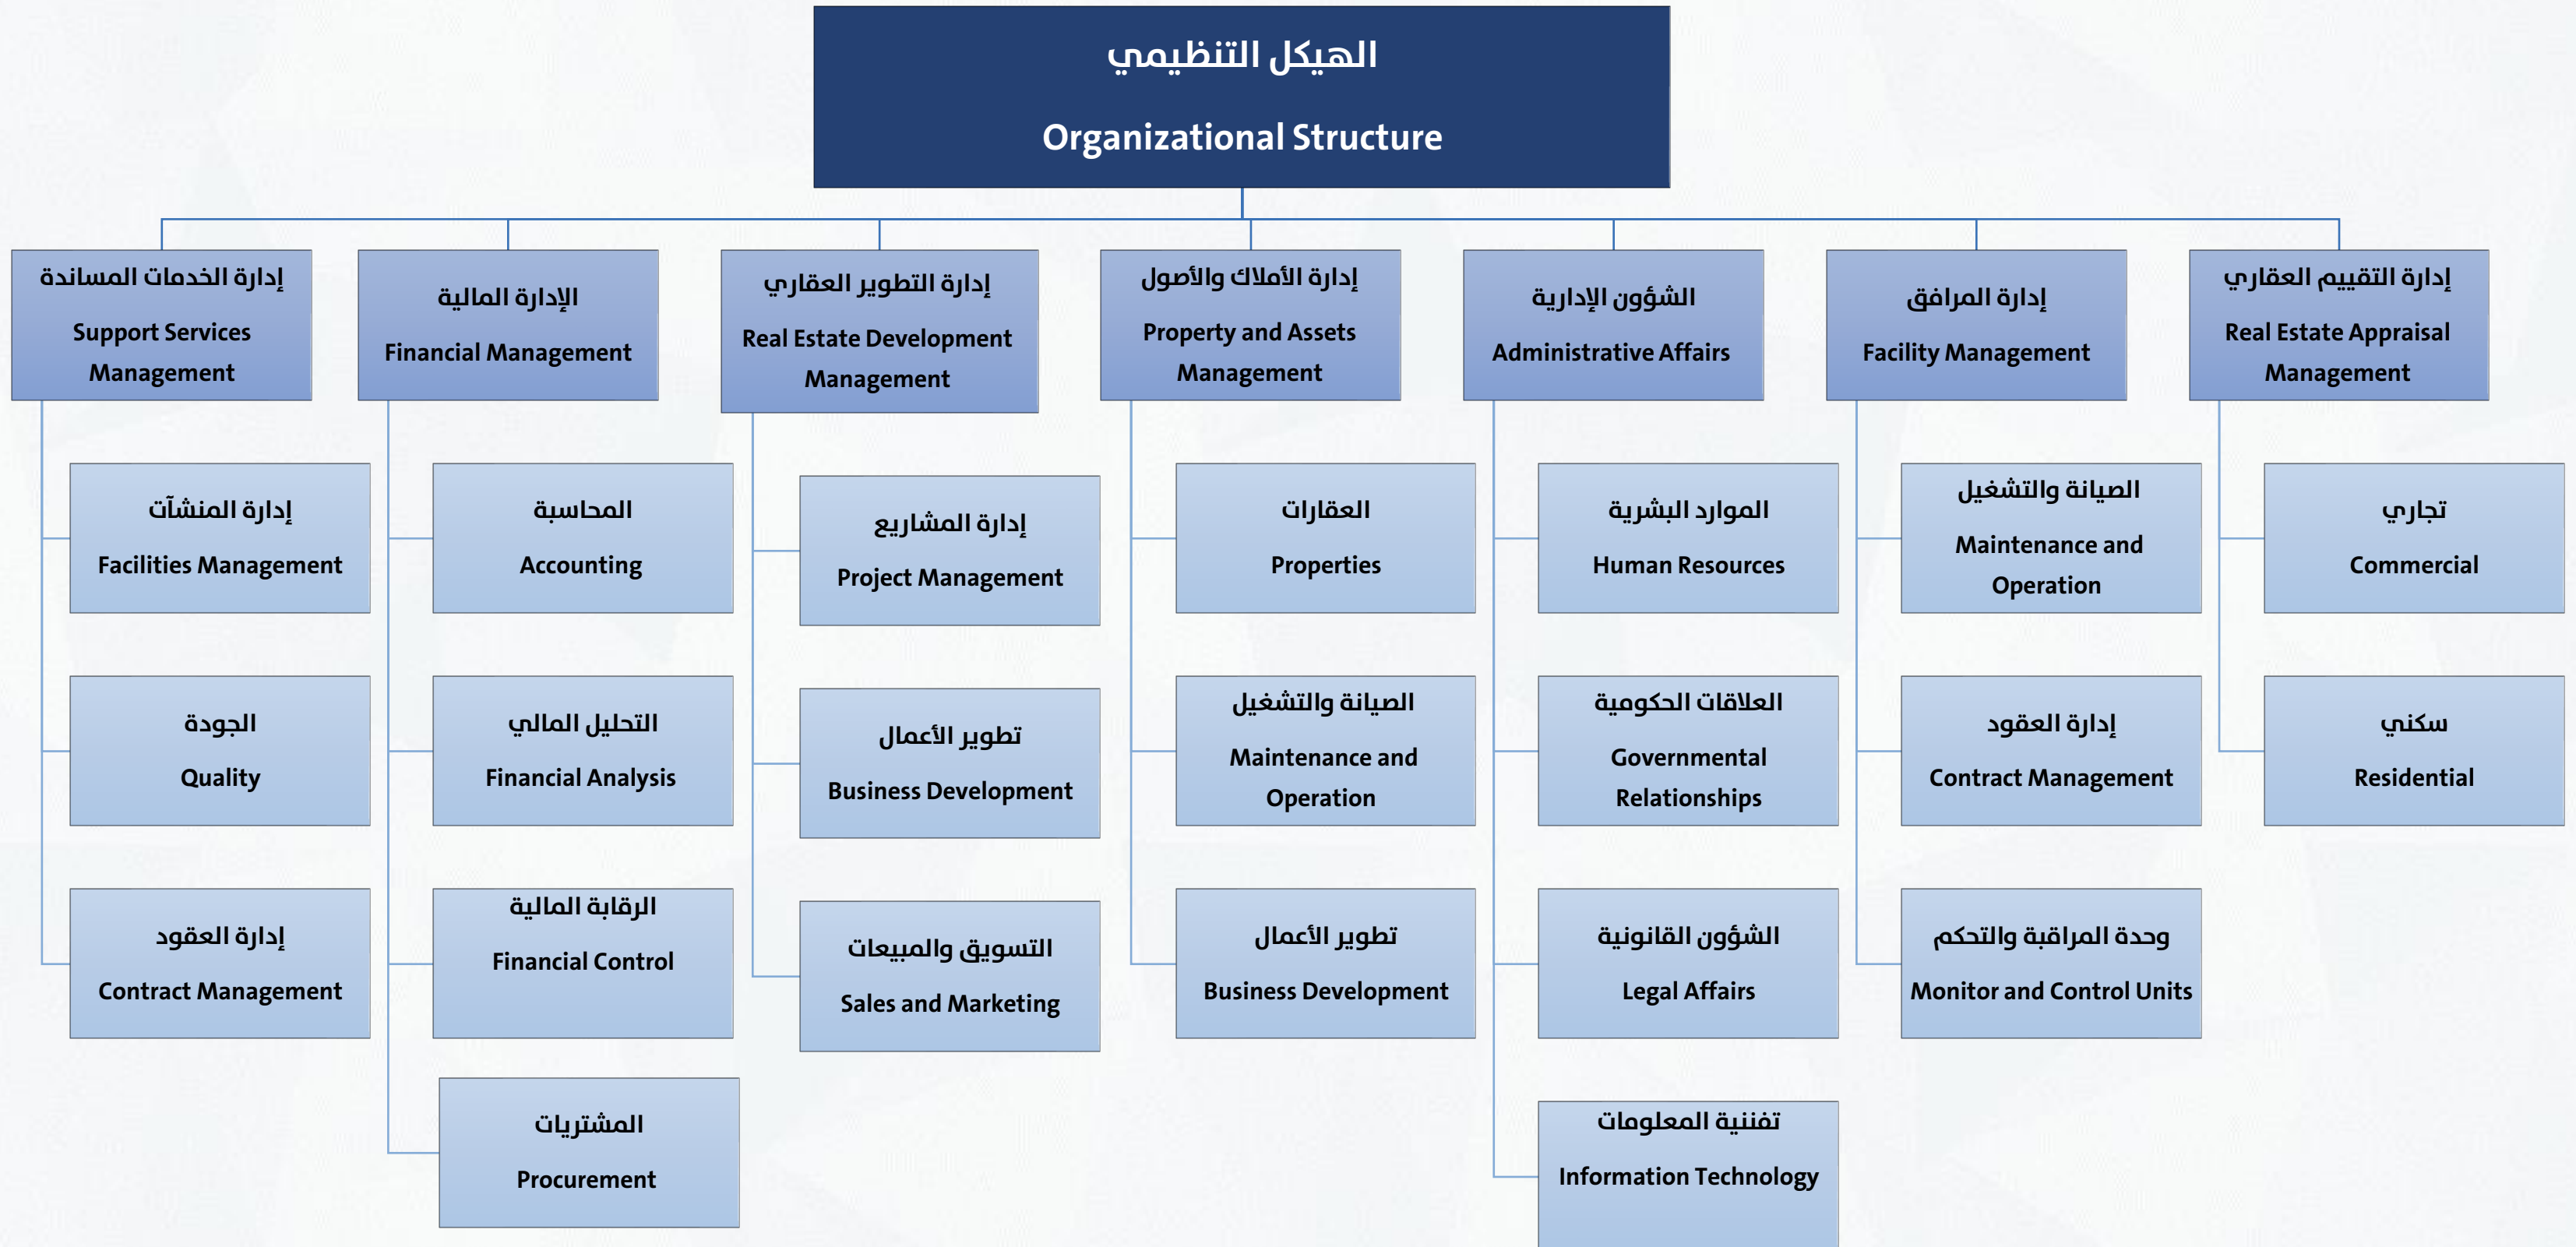 الهيكل التنظيمي
Organizational Structure
إدارة الخدمات المساندة
Support Services
Management
إدارة المنشآت
Facilities Management
الجودة
Quality
إدارة العقود
Contract Management
الإدارة المالية
Financial Management
المحاسبة
Accounting
التحليل المالي
Financial Analysis
الرقابة المالية
Financial Control
المشتريات
Procurement
إدارة التطوير العقاري
Real Estate Development
Management
إدارة المشاريع
Project Management
تطوير الأعمال
Business Development
التسويق والمبيعات
Sales and Marketing
إدارة الأملاك والأصول
Property and Assets
Management
العقارات
Properties
الصيانة والتشغيل
Maintenance and
Operation
تطوير الأعمال
Business Development
الشؤون الإدارية
Administrative Affairs
الموارد البشرية
Human Resources
العلاقات الحكومية
Governmental
Relationships
الشؤون القانونية
Legal Affairs
تفننية المعلومات
Information Technology
إدارة المرافق
Facility Management
الصيانة والتشغيل
Maintenance and
Operation
إدارة العقود
Contract Management
وحدة المراقبة والتحكم
Monitor and Control Units
إدارة التقييم العقاري
Real Estate Appraisal
Management
تجاري
Commercial
سكني
Residential